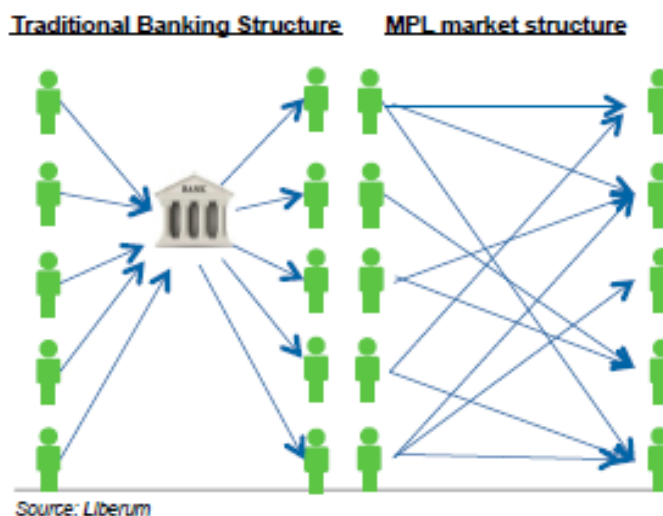 Traditional Banking Structure
MPL market structure
BANK
Source: Liberum